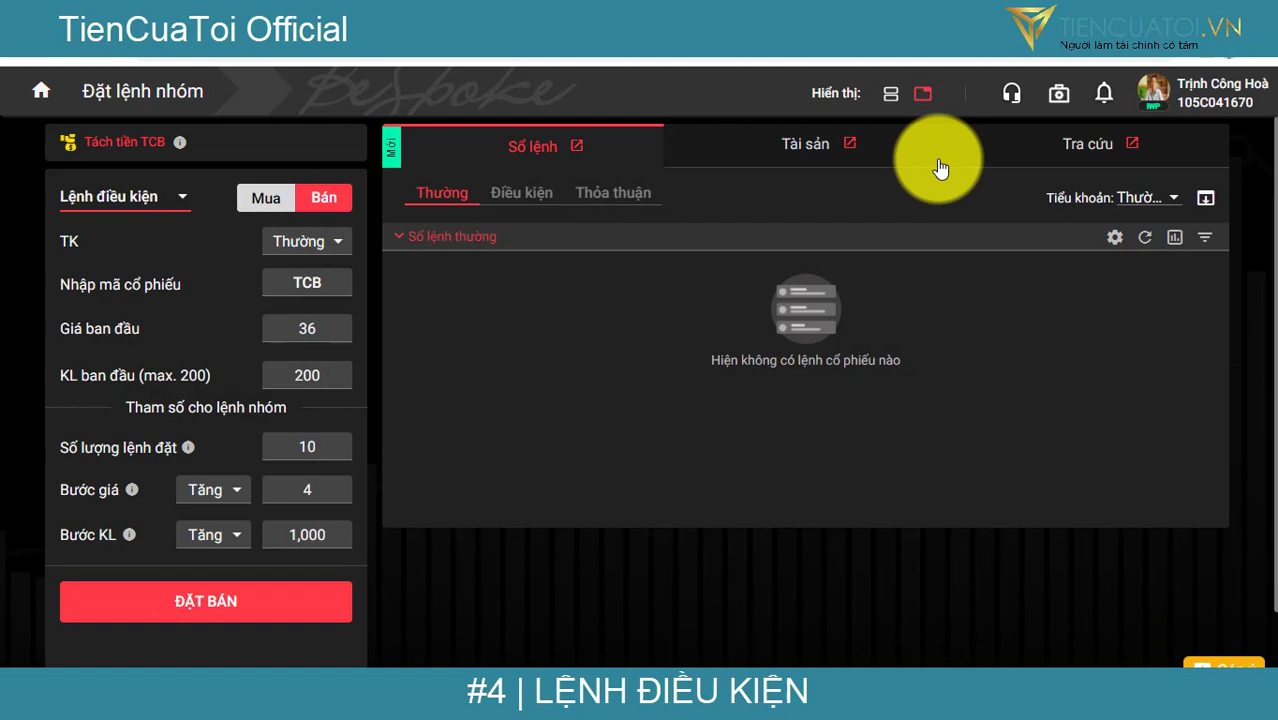 TienCuaToi Official
TIENCUATOI.VN
Người làm tài chính có tâm
Đặt lệnh nhóm
BeSpoke
Hiển thị:
Trịnh Công Hoà
IWP
105C041670
Tách tiền TCB
Mới
Sổ lệnh
Tài sản
Tra cứu
Lệnh điều kiện
Mua
Bán
Thường
Điều kiện
Thỏa thuận
Tiểu khoản: Thườ...
TK
Thường
Sổ lệnh thường
Nhập mã cổ phiếu
TCB
Giá ban đầu
36
Hiện không có lệnh cổ phiếu nào
KL ban đầu (max. 200)
200
Tham số cho lệnh nhóm
Số lượng lệnh đặt
10
Bước giá
Tăng
4
Bước KL
Tăng
1,000
ĐẶT BÁN
#4 | LỆNH ĐIỀU KIỆN